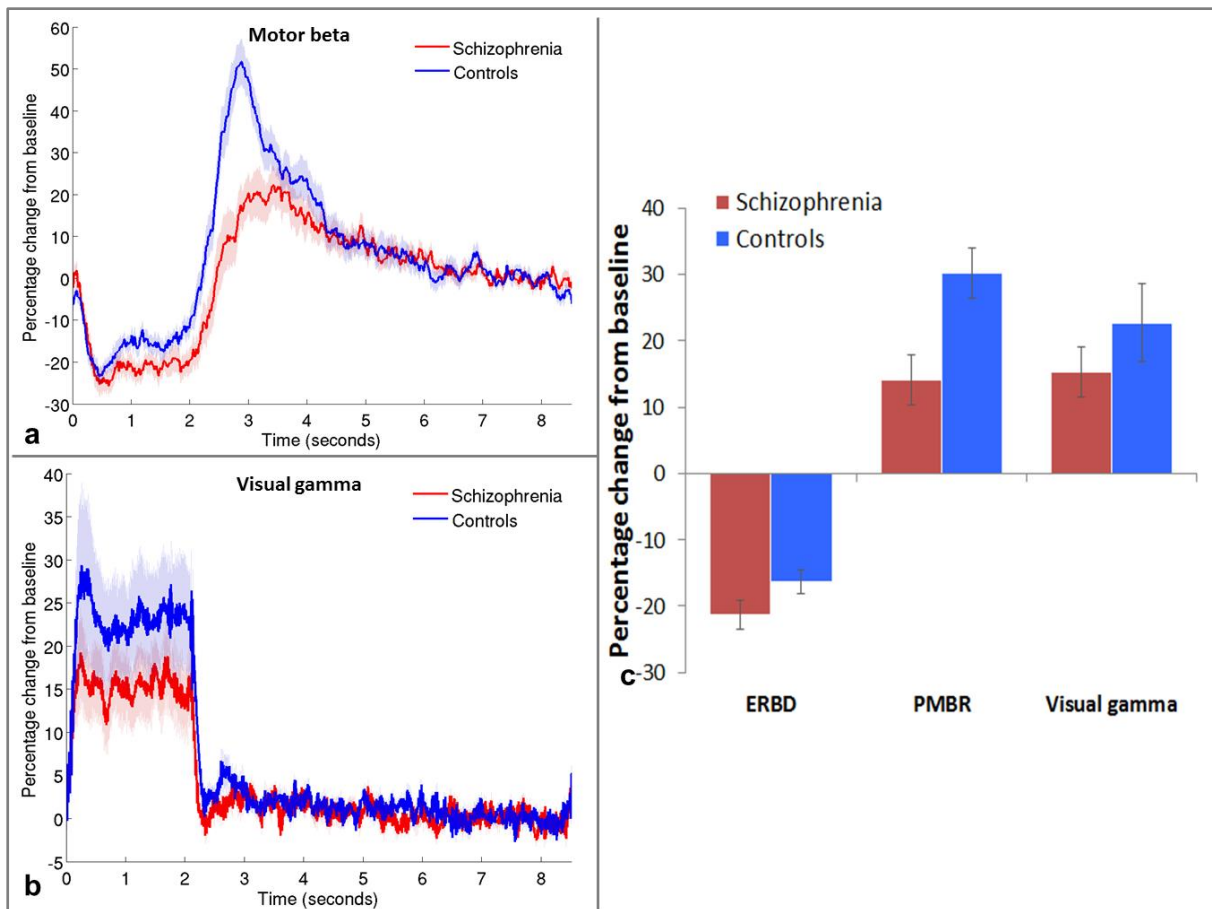 Motor beta
Schizophrenia
Controls
Percentage change from baseline
60
50
40
30
20
10
0
-10
-20
-30
0 1 2 3 4 5 6 7 8
Time (seconds)
a
Visual gamma
Schizophrenia
Controls
Percentage change from baseline
40
35
30
25
20
15
10
5
0
-5
0 1 2 3 4 5 6 7 8
Time (seconds)
b
Schizophrenia
Controls
Percentage change from baseline
40
30
20
10
0
-10
-20
-30
c
ERBD PMBR Visual gamma